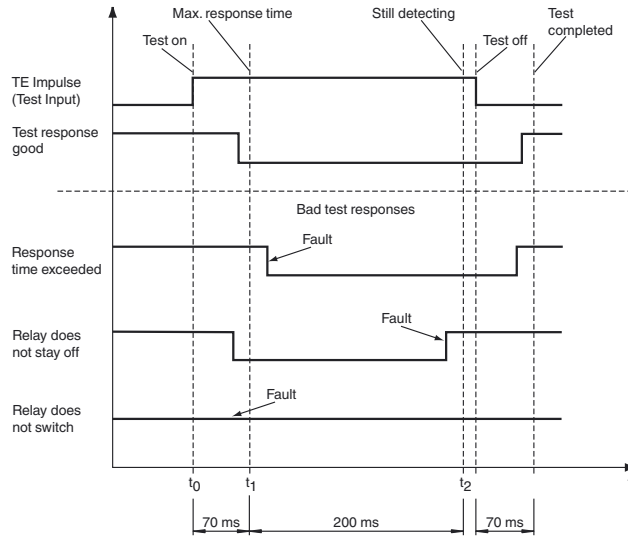 Max. response time
Still detecting
Test
completed
Test on
Test off
TE Impulse
(Test Input)
Test response
good
Bad test responses
Fault
Response
time exceeded
Fault
Relay does
not stay off
Fault
Relay does
not switch
t0
t1
t2
70 ms
200 ms
70 ms